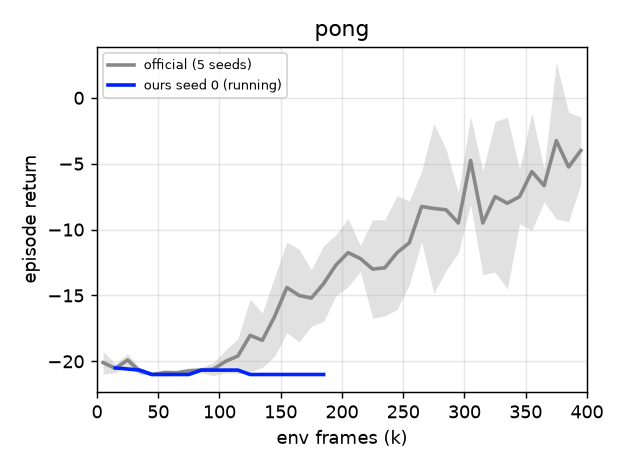 pong
official (5 seeds)
ours seed 0 (running)
episode return
0
−5
−10
−15
−20
0 50 100 150 200 250 300 350 400
env frames (k)